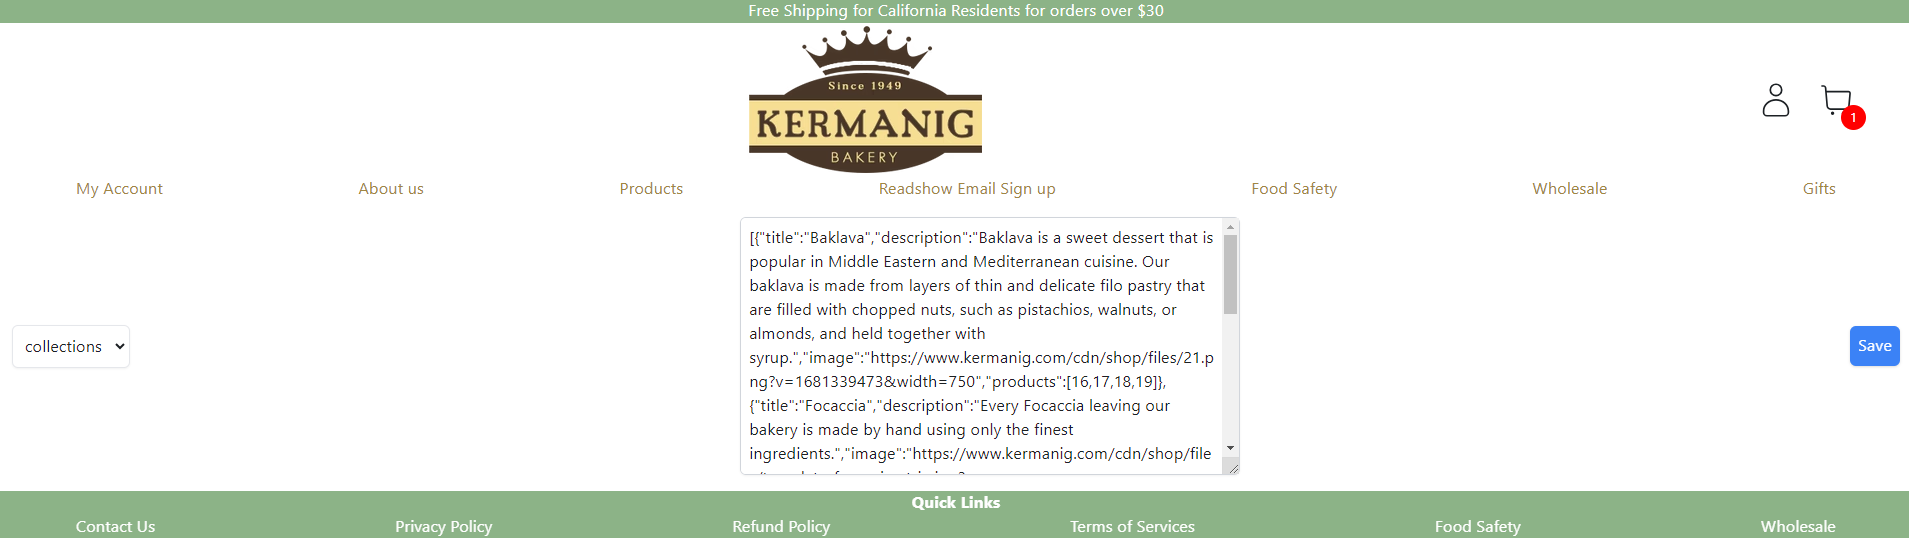 Free Shipping for California Residents for orders over $30
Since 1949
KERMANIG
BAKERY
1
My Account
About us
Products
Readshow Email Sign up
Food Safety
Wholesale
Gifts
collections
[{"title":"Baklava","description":"Baklava is a sweet dessert that is
popular in Middle Eastern and Mediterranean cuisine. Our
baklava is made from layers of thin and delicate filo pastry that
are filled with chopped nuts, such as pistachios, walnuts, or
almonds, and held together with
syrup.","image":"https://www.kermanig.com/cdn/shop/files/21.p
ng?v=1681339473&width=750","products":[16,17,18,19]},
{"title":"Focaccia","description":"Every Focaccia leaving our
bakery is made by hand using only the finest
ingredients.","image":"https://www.kermanig.com/cdn/shop/file
Save
Quick Links
Contact Us
Privacy Policy
Refund Policy
Terms of Services
Food Safety
Wholesale